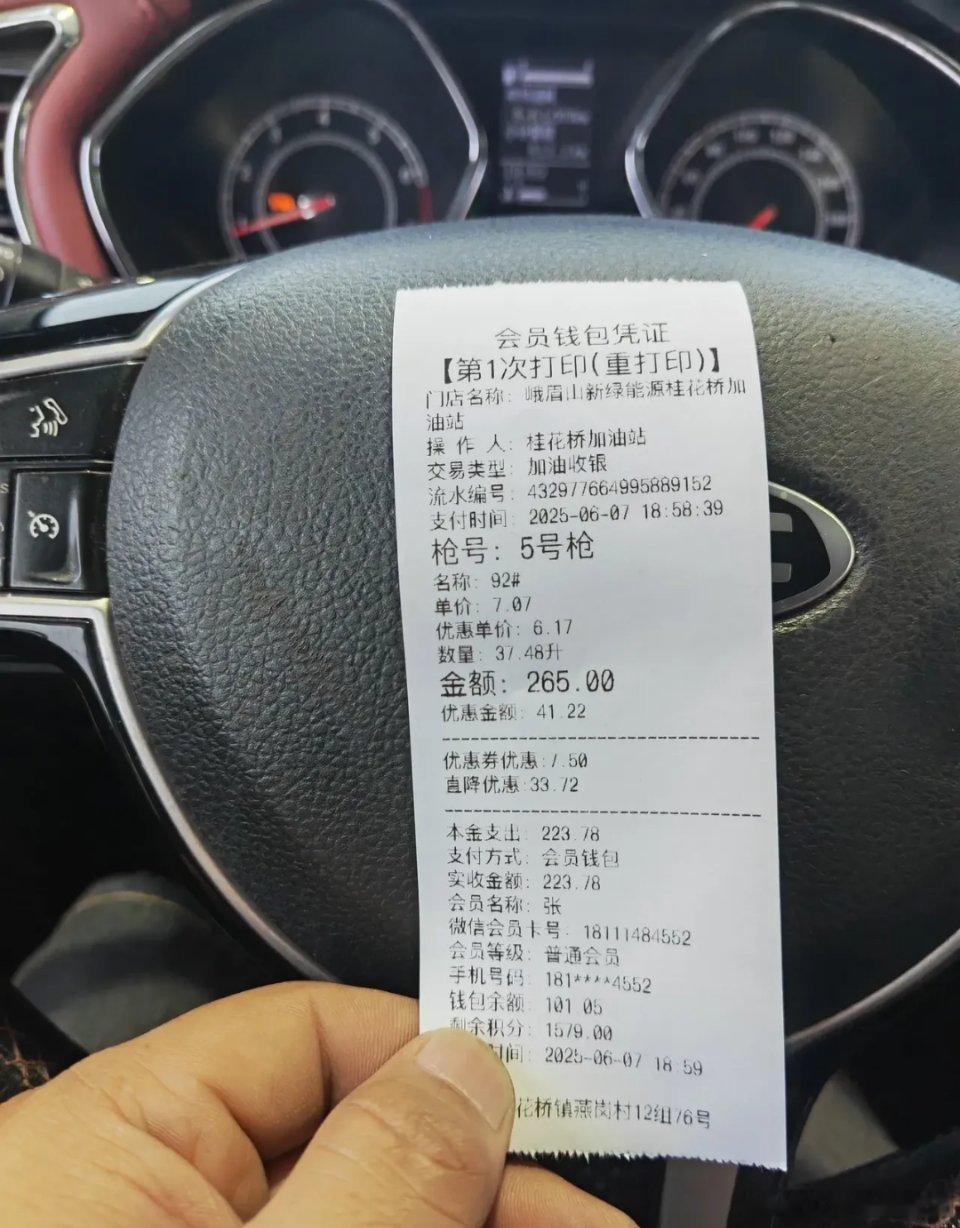 会员钱包凭证
【第1次打印(重打印)】
门店名称: 峨眉山新绿能源桂花桥加
油站
操 作 人: 桂花桥加油站
交易类型: 加油收银
流水编号: 432977664995889152
支付时间: 2025-06-07 18:58:39
枪号: 5号枪
名称: 92#
单价: 7.07
优惠单价: 6.17
数量: 37.48升
金额: 265.00
优惠金额: 41.22
优惠券优惠:7.50
直降优惠:33.72
本金支出: 223.78
支付方式: 会员钱包
实收金额: 223.78
会员名称: 张
微信会员卡号: 18111484552
会员等级: 普通会员
手机号码: 181****4552
钱包余额: 101.05
剩余积分: 1579.00
时间: 2025-06-07 18:59
花桥镇燕岗村12组76号